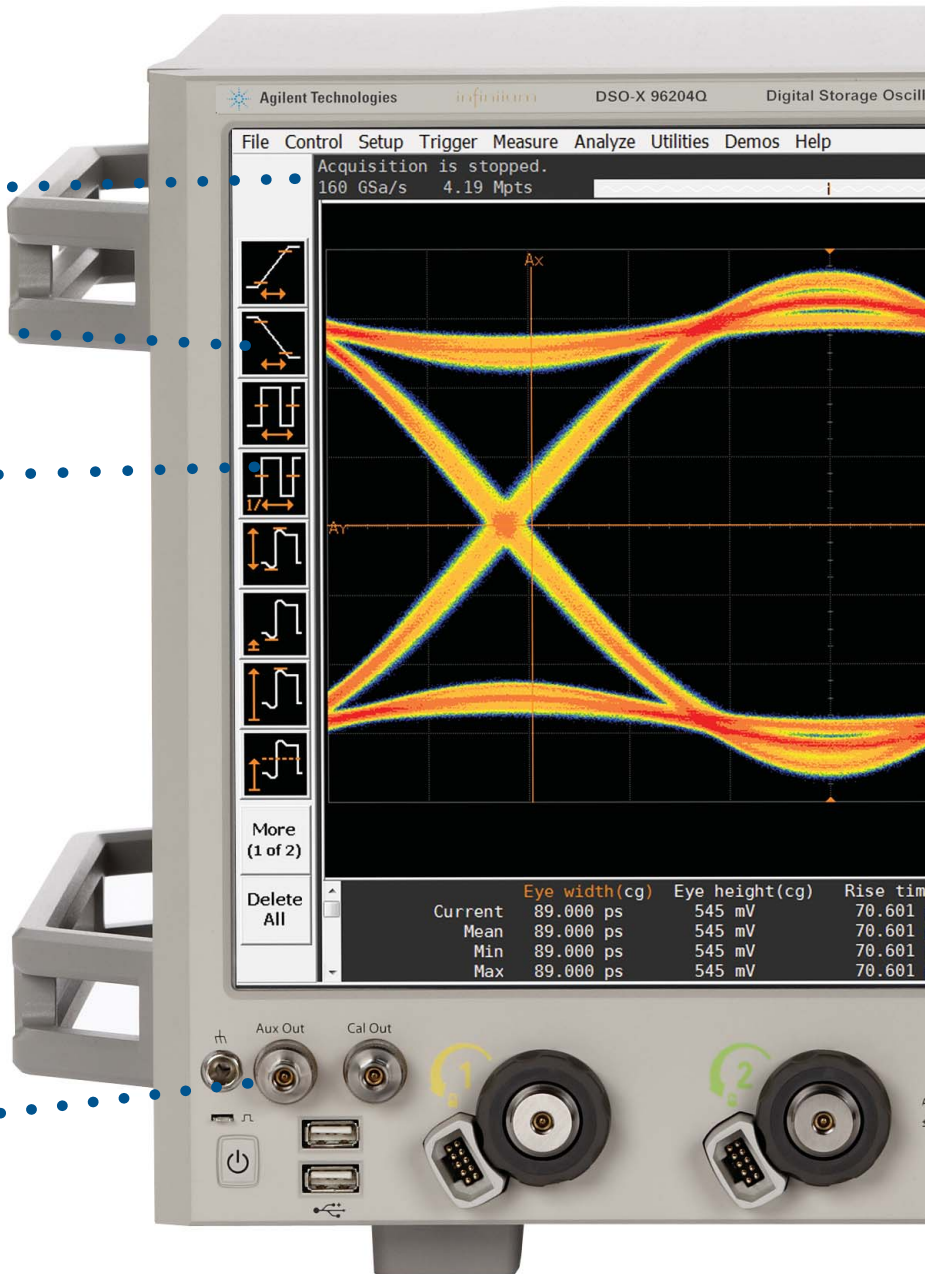 Agilent Technologies infiniium DSO-X 96204Q Digital Storage Oscill
File Control Setup Trigger Measure Analyze Utilities Demos Help
Acquisition is stopped.
160 GSa/s 4.19 Mpts
Ax
Ay
1/
More
(1 of 2)
Delete
All
Eye width(cg) Eye height(cg) Rise tim
Current 89.000 ps 545 mV 70.601
Mean 89.000 ps 545 mV 70.601
Min 89.000 ps 545 mV 70.601
Max 89.000 ps 545 mV 70.601
Aux Out Cal Out
1 2